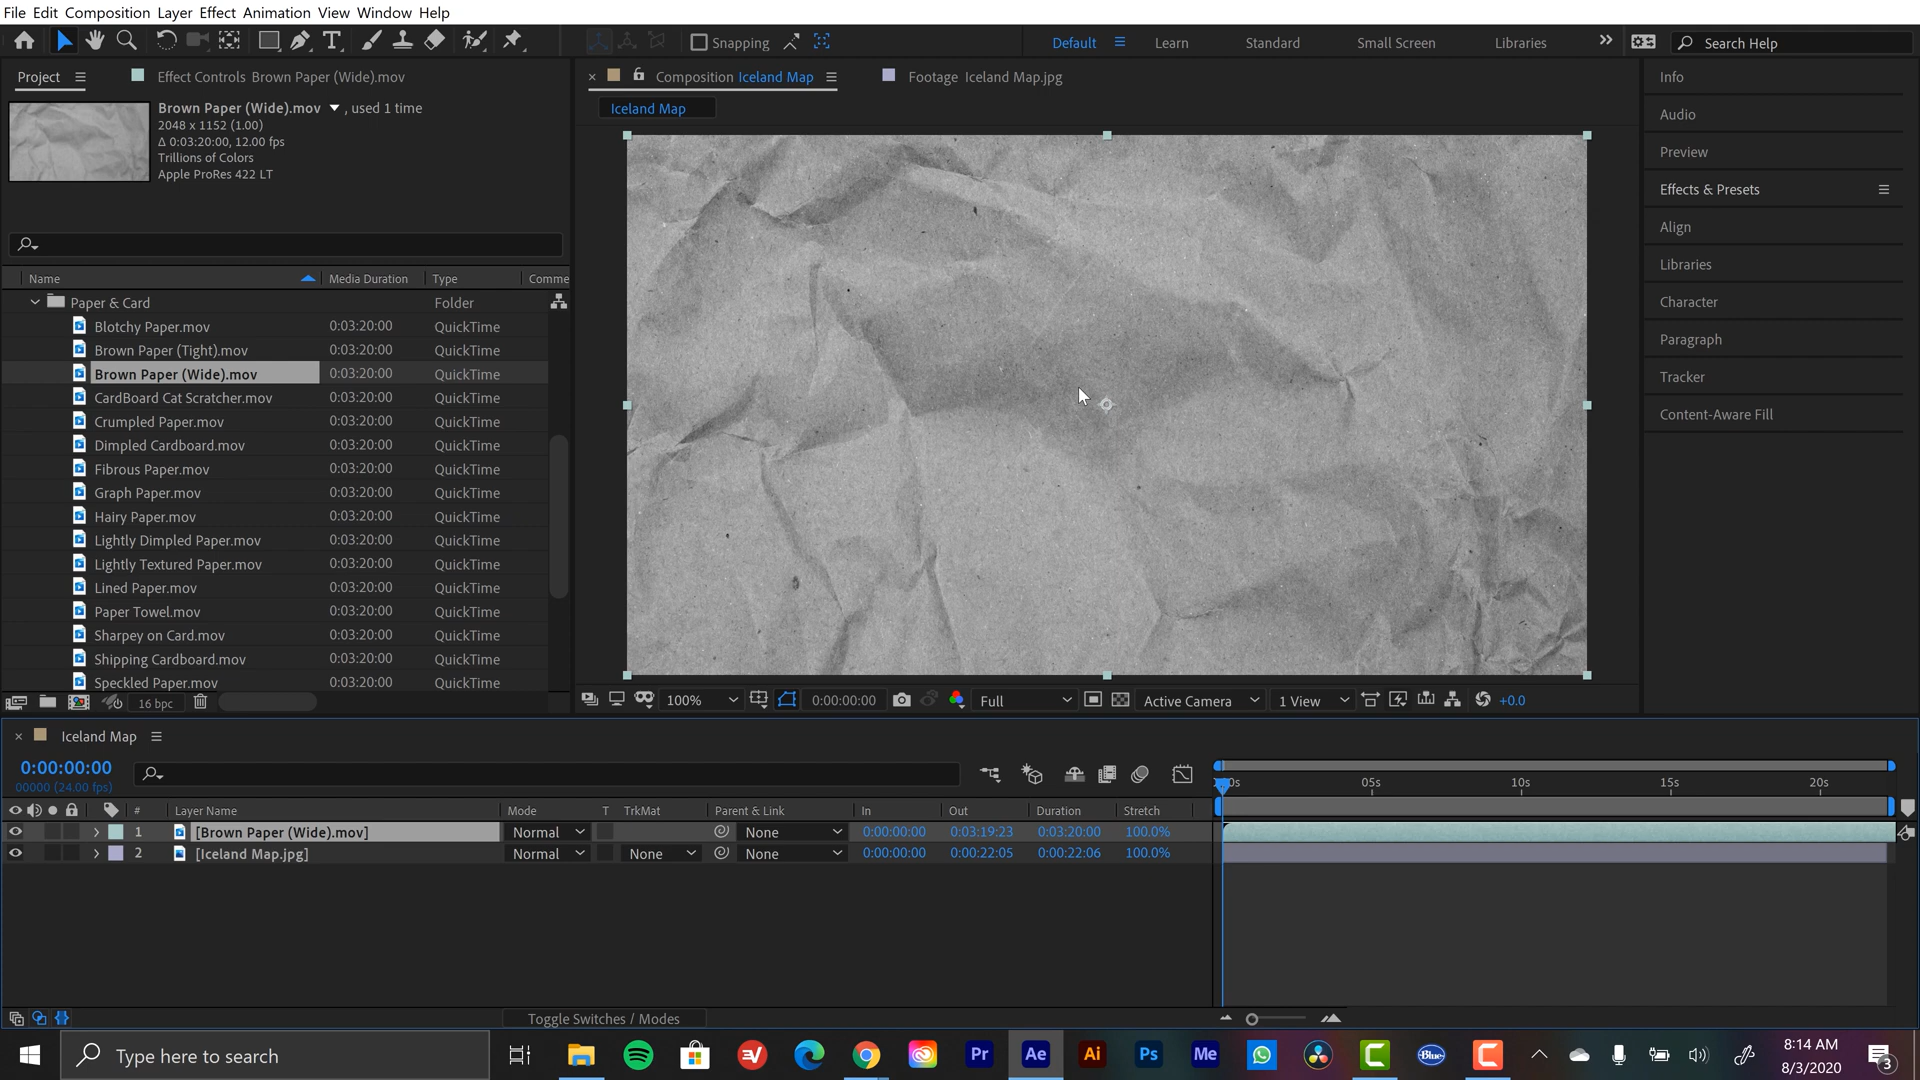 File Edit Composition Layer Effect Animation View Window Help
Snapping
Default Learn Standard Small Screen Libraries Search Help
Project Effect Controls Brown Paper (Wide).mov
Composition Iceland Map Footage Iceland Map.jpg
Iceland Map
Brown Paper (Wide).mov , used 1 time
2048 x 1152 (1.00)
Δ 0:03:20:00, 12.00 fps
Trillions of Colors
Apple ProRes 422 LT
Name Media Duration Type Comme
Paper & Card Folder
Blotchy Paper.mov 0:03:20:00 QuickTime
Brown Paper (Tight).mov 0:03:20:00 QuickTime
Brown Paper (Wide).mov 0:03:20:00 QuickTime
CardBoard Cat Scratcher.mov 0:03:20:00 QuickTime
Crumpled Paper.mov 0:03:20:00 QuickTime
Dimpled Cardboard.mov 0:03:20:00 QuickTime
Fibrous Paper.mov 0:03:20:00 QuickTime
Graph Paper.mov 0:03:20:00 QuickTime
Hairy Paper.mov 0:03:20:00 QuickTime
Lightly Dimpled Paper.mov 0:03:20:00 QuickTime
Lightly Textured Paper.mov 0:03:20:00 QuickTime
Lined Paper.mov 0:03:20:00 QuickTime
Paper Towel.mov 0:03:20:00 QuickTime
Sharpey on Card.mov 0:03:20:00 QuickTime
Shipping Cardboard.mov 0:03:20:00 QuickTime
Speckled Paper.mov 0:03:20:00 QuickTime
16 bpc
100% 0:00:00:00 Full Active Camera 1 View +0.0
Info
Audio
Preview
Effects & Presets
Align
Libraries
Character
Paragraph
Tracker
Content-Aware Fill
Iceland Map
0:00:00:00
00000 (24.00 fps)
0s 05s 10s 15s 20s
# Layer Name Mode T TrkMat Parent & Link In Out Duration Stretch
1 [Brown Paper (Wide).mov] Normal None 0:00:00:00 0:03:19:23 0:03:20:00 100.0%
2 [Iceland Map.jpg] Normal None None 0:00:00:00 0:00:22:05 0:00:22:06 100.0%
Toggle Switches / Modes
Type here to search
Pr Ae Ai Ps Me Blue
8:14 AM
8/3/2020
3